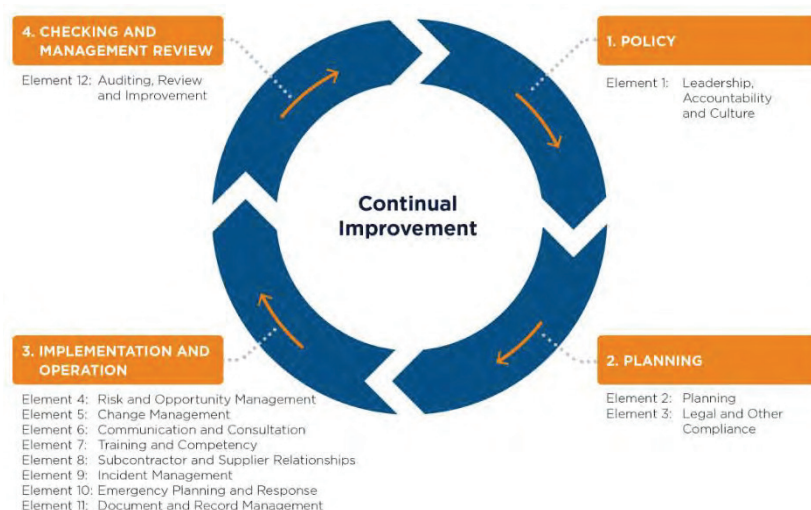 4. CHECKING AND
MANAGEMENT REVIEW
Element 12: Auditing, Review
and Improvement
1. POLICY
Element 1: Leadership,
Accountability
and Culture
Continual
Improvement
3. IMPLEMENTATION AND
OPERATION
Element 4: Risk and Opportunity Management
Element 5: Change Management
Element 6: Communication and Consultation
Element 7: Training and Competency
Element 8: Subcontractor and Supplier Relationships
Element 9: Incident Management
Element 10: Emergency Planning and Response
Element 11: Document and Record Management
2. PLANNING
Element 2: Planning
Element 3: Legal and Other
Compliance